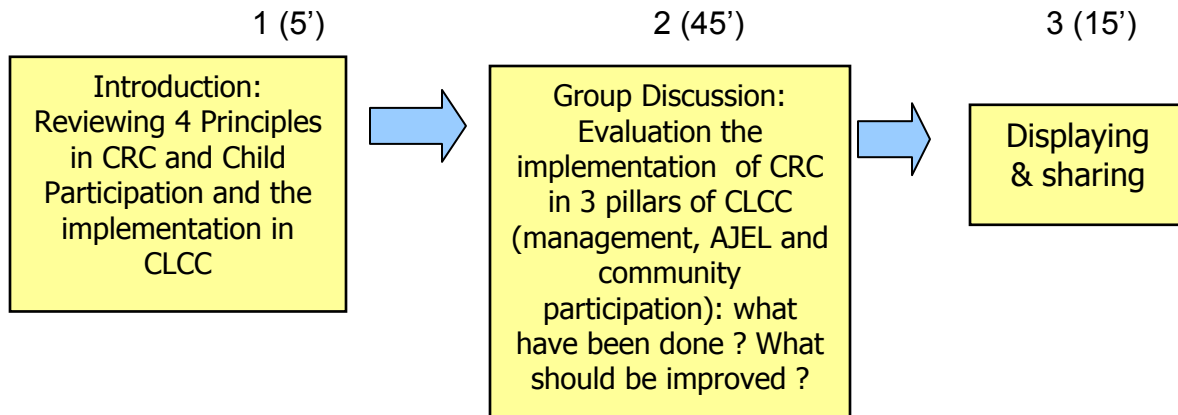 1 (5’)
2 (45’)
3 (15’)
Introduction:
Reviewing 4 Principles
in CRC and Child
Participation and the
implementation in
CLCC
Group Discussion:
Evaluation the
implementation of CRC
in 3 pillars of CLCC
(management, AJEL and
community
participation): what
have been done ? What
should be improved ?
Displaying
& sharing